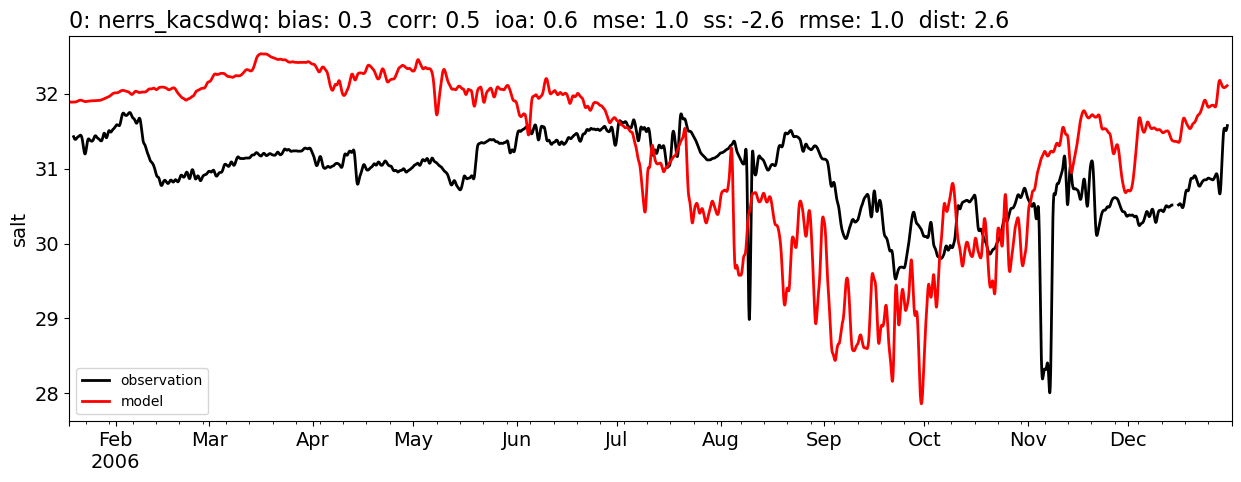 0: nerrs_kacsdwq: bias: 0.3  corr: 0.5  ioa: 0.6  mse: 1.0  ss: -2.6  rmse: 1.0  dist: 2.6
32
31
30
29
28
salt
observation
model
Feb Mar Apr May Jun Jul Aug Sep Oct Nov Dec
2006